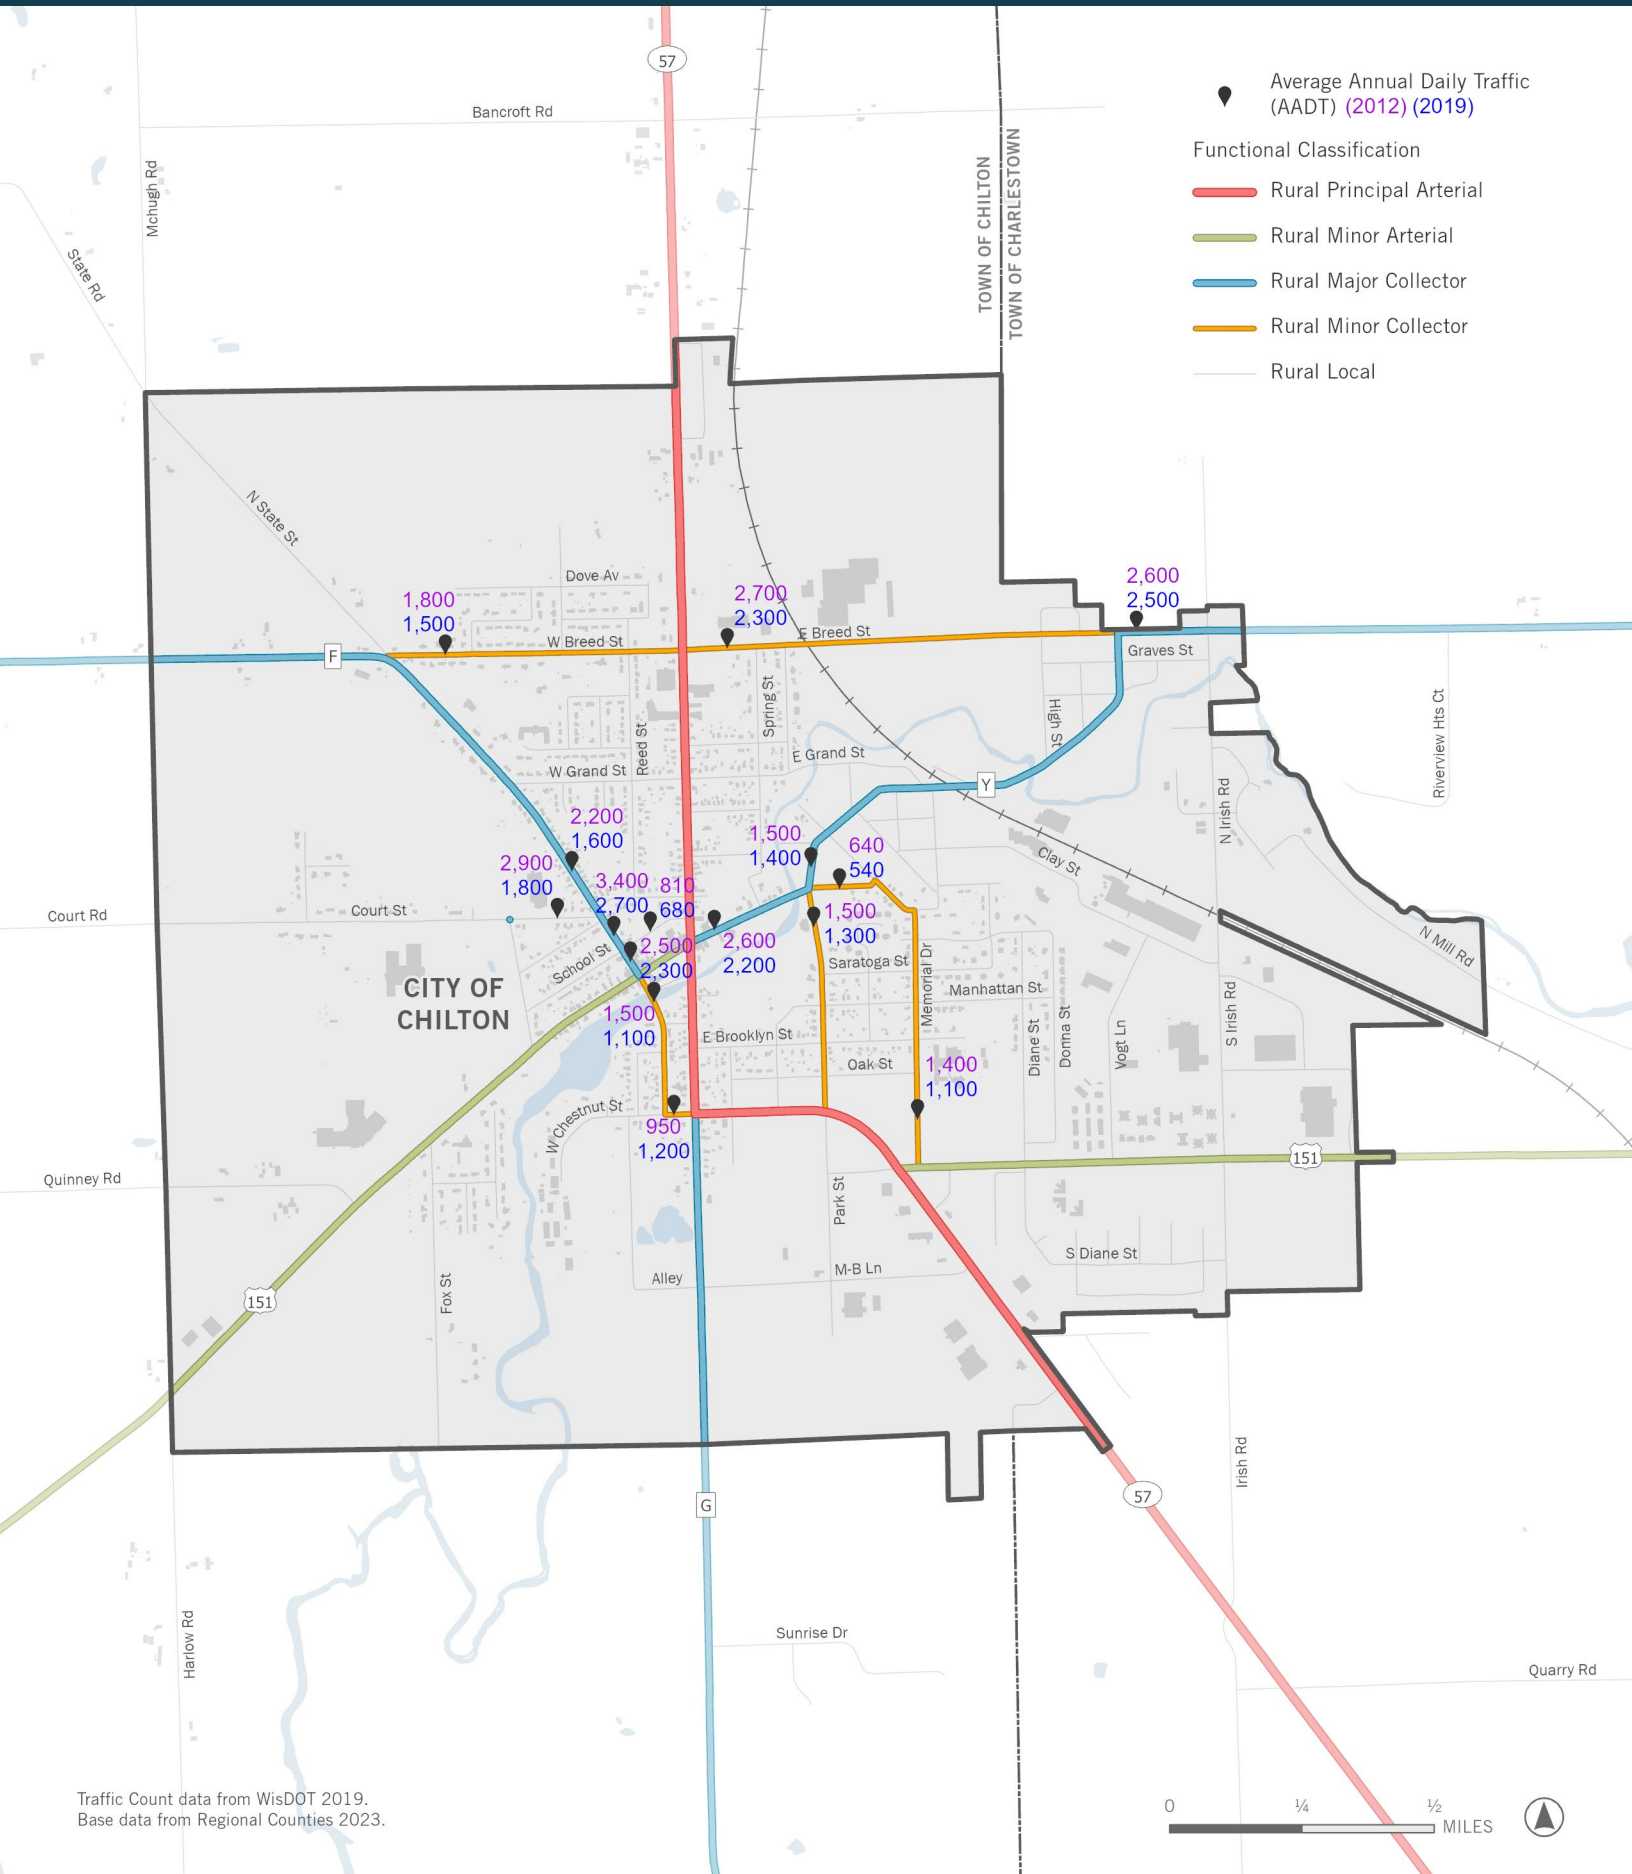 57
Bancroft Rd
Mchugh Rd
State Rd
TOWN OF CHILTON
TOWN OF CHARLESTOWN
Average Annual Daily Traffic
(AADT) (2012) (2019)
Functional Classification
Rural Principal Arterial
Rural Minor Arterial
Rural Major Collector
Rural Minor Collector
Rural Local
N State St
Dove Av
1,800
1,500
2,700
2,300
2,600
2,500
W Breed St
E Breed St
F
Graves St
Spring St
Reed St
High St
Riverview Hts Ct
W Grand St
E Grand St
Y
N Irish Rd
2,200
1,600
1,500
1,400
640
540
Clay St
2,900
1,800
3,400
2,700
810
680
Court Rd
Court St
1,500
1,300
N Mill Rd
School St
2,500
2,300
2,600
2,200
Saratoga St
Memorial Dr
Manhattan St
CITY OF
CHILTON
1,500
1,100
E Brooklyn St
Diane St
Donna St
Vogt Ln
S Irish Rd
Oak St
1,400
1,100
W Chestnut St
950
1,200
151
Quinney Rd
Park St
S Diane St
M-B Ln
Alley
Fox St
151
Irish Rd
57
G
Harlow Rd
Sunrise Dr
Quarry Rd
Traffic Count data from WisDOT 2019.
Base data from Regional Counties 2023.
0 ¼ ½
MILES